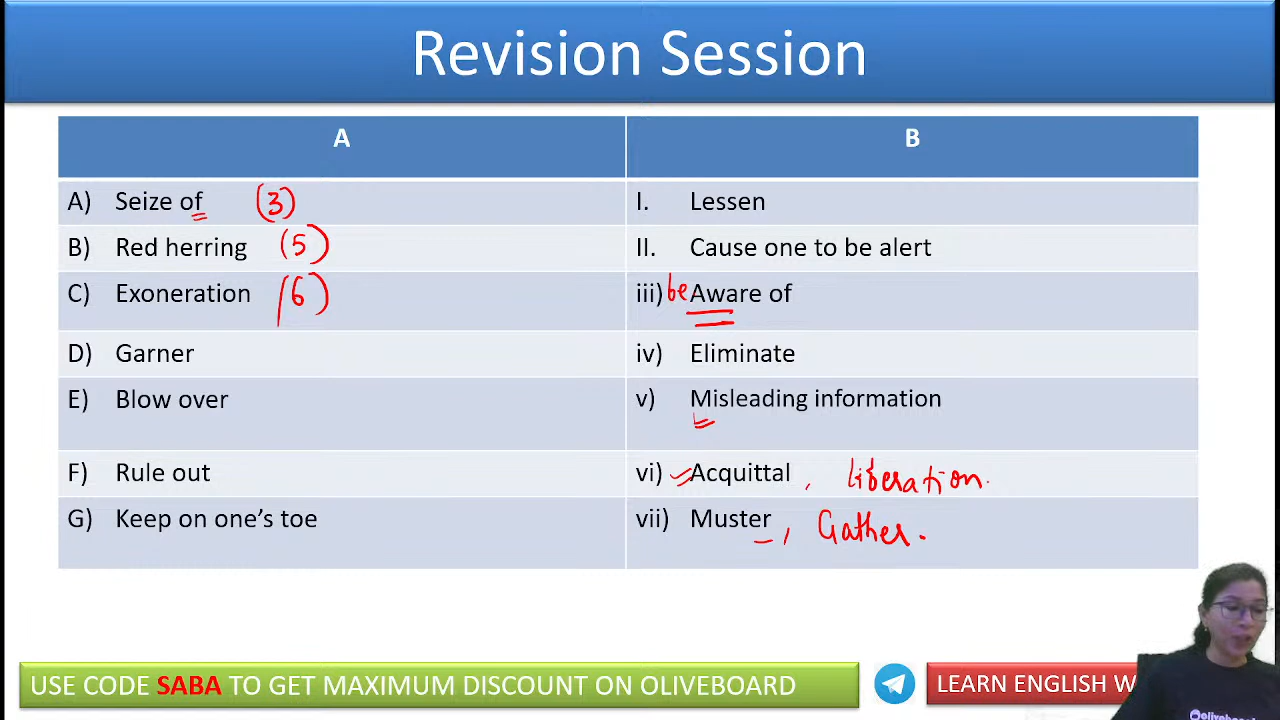 Revision Session
A B
A) Seize of (3) I. Lessen
B) Red herring (5) II. Cause one to be alert
C) Exoneration (6) iii) be Aware of
D) Garner iv) Eliminate
E) Blow over v) Misleading information
F) Rule out vi) Acquittal , liberation.
G) Keep on one's toe vii) Muster , Gather.
USE CODE SABA TO GET MAXIMUM DISCOUNT ON OLIVEBOARD
LEARN ENGLISH W